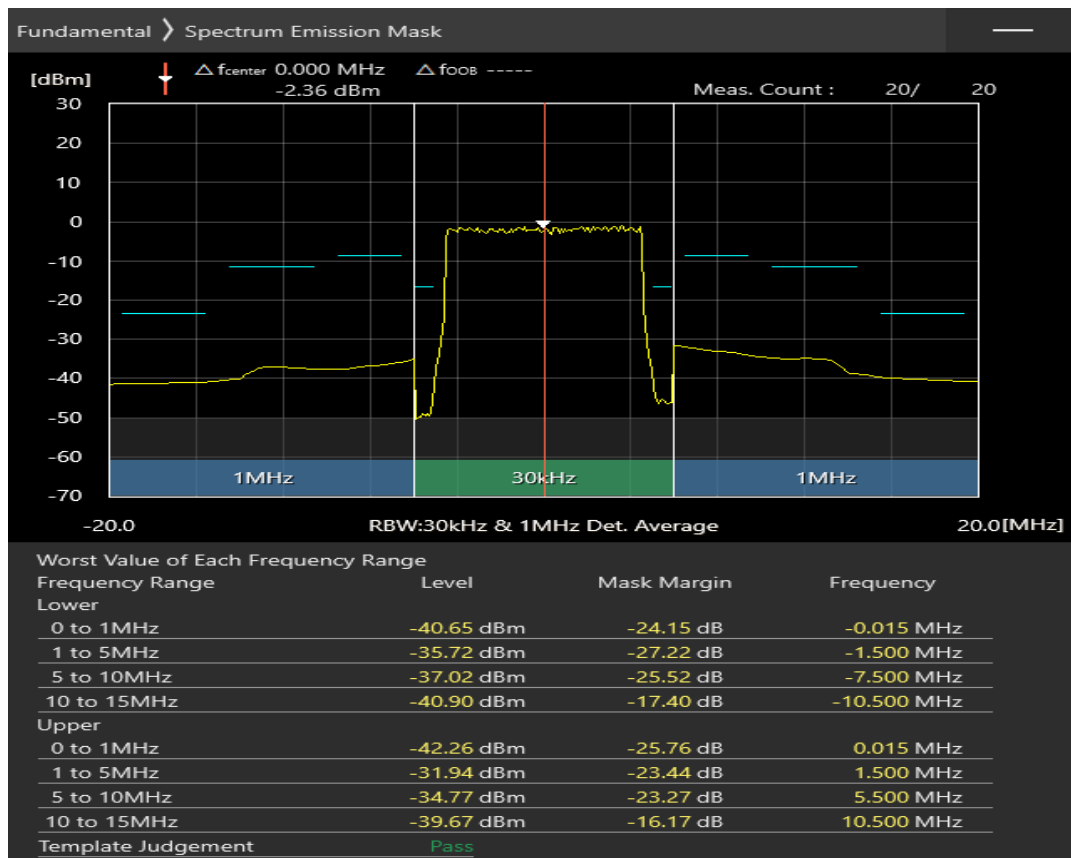 Fundamental ❯ Spectrum Emission Mask
[dBm] △ fcenter 0.000 MHz △ fOOB -----
-2.36 dBm Meas. Count : 20/ 20
30
20
10
0
-10
-20
-30
-40
-50
-60
-70
1MHz 30kHz 1MHz
-20.0 RBW:30kHz & 1MHz Det. Average 20.0[MHz]
Worst Value of Each Frequency Range
Frequency Range Level Mask Margin Frequency
Lower
0 to 1MHz -40.65 dBm -24.15 dB -0.015 MHz
1 to 5MHz -35.72 dBm -27.22 dB -1.500 MHz
5 to 10MHz -37.02 dBm -25.52 dB -7.500 MHz
10 to 15MHz -40.90 dBm -17.40 dB -10.500 MHz
Upper
0 to 1MHz -42.26 dBm -25.76 dB 0.015 MHz
1 to 5MHz -31.94 dBm -23.44 dB 1.500 MHz
5 to 10MHz -34.77 dBm -23.27 dB 5.500 MHz
10 to 15MHz -39.67 dBm -16.17 dB 10.500 MHz
Template Judgement Pass